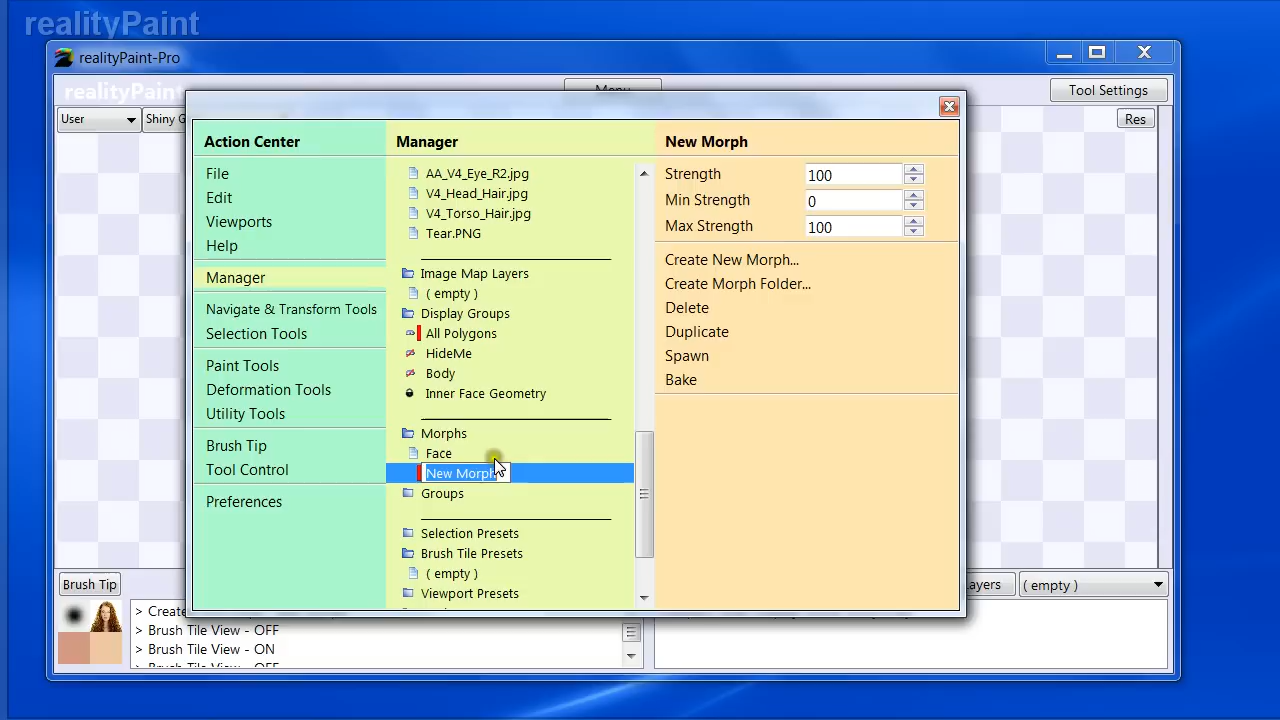 realityPaint
realityPaint-Pro
realityPaint
Menu
Tool Settings
User
Shiny G
Res
Action Center
File
Edit
Viewports
Help
Manager
Navigate & Transform Tools
Selection Tools
Paint Tools
Deformation Tools
Utility Tools
Brush Tip
Tool Control
Preferences
Manager
AA_V4_Eye_R2.jpg
V4_Head_Hair.jpg
V4_Torso_Hair.jpg
Tear.PNG
Image Map Layers
( empty )
Display Groups
All Polygons
HideMe
Body
Inner Face Geometry
Morphs
Face
New Morph
Groups
Selection Presets
Brush Tile Presets
( empty )
Viewport Presets
New Morph
Strength 100
Min Strength 0
Max Strength 100
Create New Morph...
Create Morph Folder...
Delete
Duplicate
Spawn
Bake
Brush Tip
ayers
( empty )
> Create
> Brush Tile View - OFF
> Brush Tile View - ON
> Brush Tile View - OFF